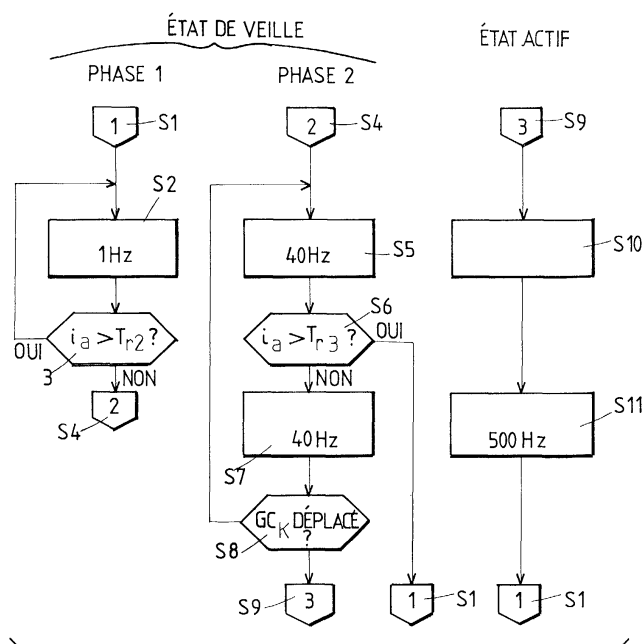 ÉTAT DE VEILLE
ÉTAT ACTIF
PHASE 1
PHASE 2
1 S1
2 S4
3 S9
S2
1Hz
40Hz
S5
S10
ia > Tr2 ?
OUI
3
NON
S6
ia > Tr3 ?
OUI
NON
2
S4
40Hz
S7
S11
500 Hz
GCK DÉPLACÉ
?
S8
S9 3
1 S1
1 S1